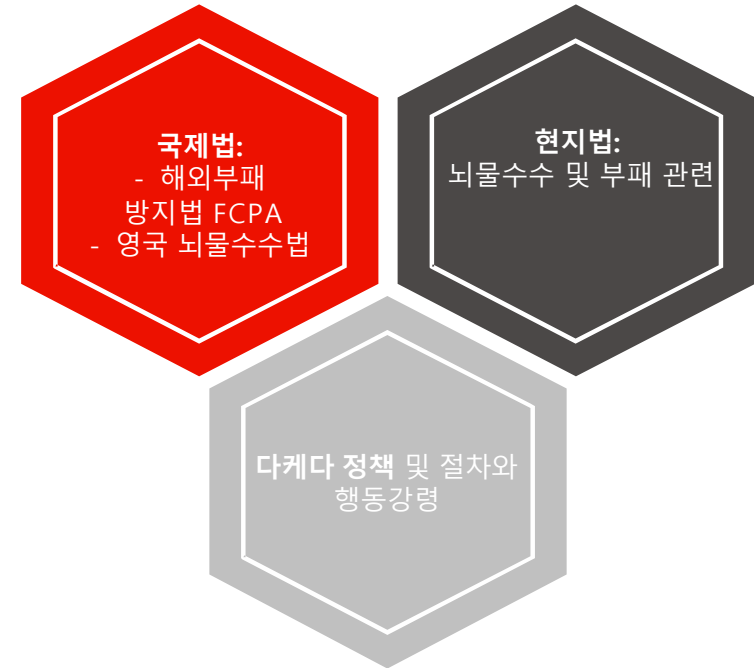 국제법:
- 해외부패
방지법 FCPA
- 영국 뇌물수수법
현지법:
뇌물수수 및 부패 관련
다케다 정책 및 절차와
행동강령